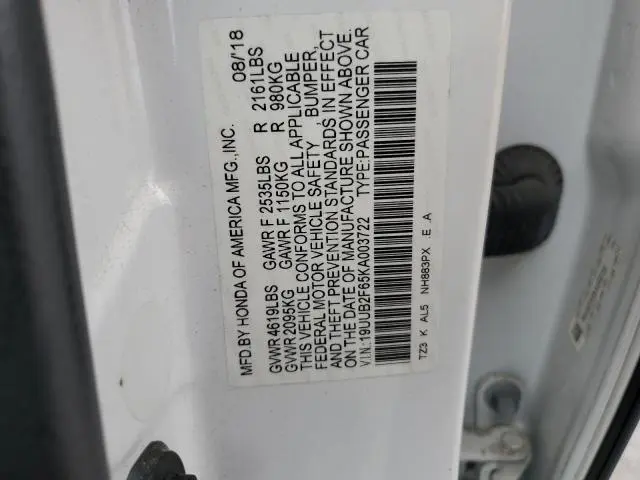 MFD.BY HONDA OF AMERICA MFG.,INC. 08/'18
GVWR 4619LBS GAWR F 2535LBS R 2161LBS
GVWR 2095KG GAWR F 1150KG R 980KG
THIS VEHICLE CONFORMS TO ALL APPLICABLE
FEDERAL MOTOR VEHICLE SAFETY , BUMPER,
AND THEFT PREVENTION STANDARDS IN EFFECT
ON THE DATE OF MANUFACTURE SHOWN ABOVE.
V.I.N:19UUB2F65KA003722 TYPE:PASSENGER CAR
TZ3 K AL5 NH883PX .E .A